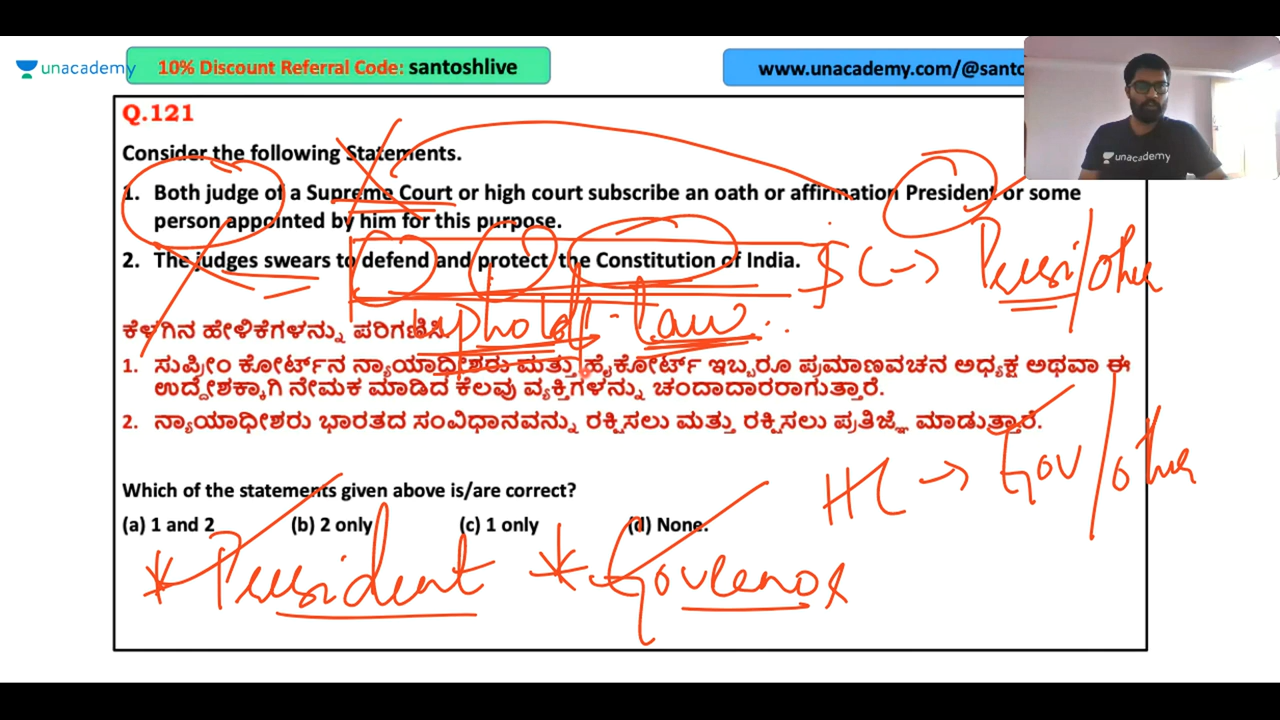 unacademy
10% Discount Referral Code: santoshlive
www.unacademy.com/@santo
unacademy
Q.121
Consider the following Statements.
1. Both judge of a Supreme Court or high court subscribe an oath or affirmation President or some
person appointed by him for this purpose.
2. The judges swears to defend and protect the Constitution of India.
SC → Presi/other
uphold - law..
ಕೆಳಗಿನ ಹೇಳಿಕೆಗಳನ್ನು ಪರಿಗಣಿಸಿ.
1. ಸುಪ್ರೀಂ ಕೋರ್ಟ್‌ನ ನ್ಯಾಯಾಧೀಶರು ಮತ್ತು ಹೈಕೋರ್ಟ್ ಇಬ್ಬರೂ ಪ್ರಮಾಣವಚನ ಅಧ್ಯಕ್ಷ ಅಥವಾ ಈ
ಉದ್ದೇಶಕ್ಕಾಗಿ ನೇಮಕ ಮಾಡಿದ ಕೆಲವು ವ್ಯಕ್ತಿಗಳನ್ನು ಚಂದಾದಾರರಾಗುತ್ತಾರೆ.
2. ನ್ಯಾಯಾಧೀಶರು ಭಾರತದ ಸಂವಿಧಾನವನ್ನು ರಕ್ಷಿಸಲು ಮತ್ತು ರಕ್ಷಿಸಲು ಪ್ರತಿಜ್ಞೆ ಮಾಡುತ್ತಾರೆ.
HC → Gov/other
Which of the statements given above is/are correct?
(a) 1 and 2 (b) 2 only (c) 1 only (d) None.
* President * Governor